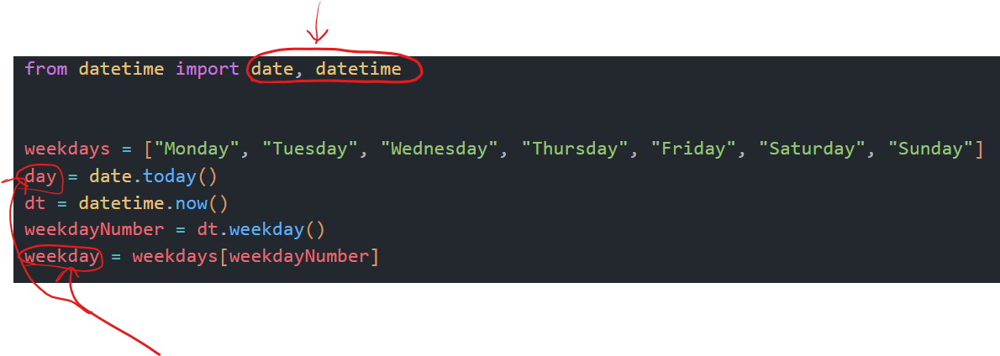 from datetime import date, datetime
weekdays = ["Monday", "Tuesday", "Wednesday", "Thursday", "Friday", "Saturday", "Sunday"]
day = date.today()
dt = datetime.now()
weekdayNumber = dt.weekday()
weekday = weekdays[weekdayNumber]